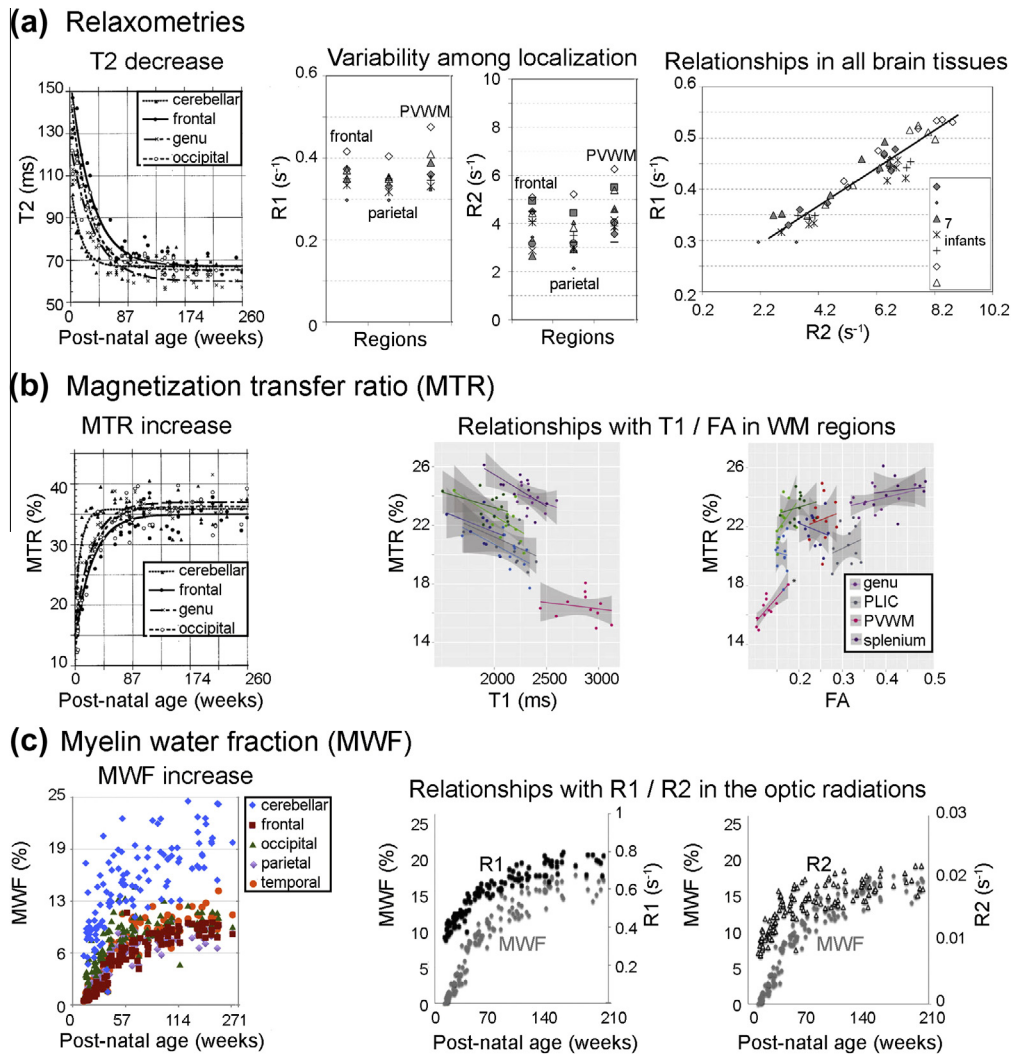 (a) Relaxometries
T2 decrease
Variability among localization
Relationships in all brain tissues
150
130
110
90
70
50
T2 (ms)
cerebellar
frontal
genu
occipital
0 87 174 260
Post-natal age (weeks)
0.6
0.4
0.2
0
R1 (s⁻¹)
frontal
PVWM
parietal
Regions
10
8
6
4
2
0
R2 (s⁻¹)
frontal
PVWM
parietal
Regions
0.6
0.5
0.4
0.3
0.2
R1 (s⁻¹)
7
infants
0.2 2.2 4.2 6.2 8.2 10.2
R2 (s⁻¹)
(b) Magnetization transfer ratio (MTR)
MTR increase
Relationships with T1 / FA in WM regions
40
30
20
10
MTR (%)
cerebellar
frontal
genu
occipital
0 87 174 260
Post-natal age (weeks)
26
22
18
14
MTR (%)
2000 2500 3000
T1 (ms)
26
22
18
14
MTR (%)
genu
PLIC
PVWM
splenium
0.2 0.3 0.4 0.5
FA
(c) Myelin water fraction (MWF)
MWF increase
Relationships with R1 / R2 in the optic radiations
25
19
13
6
0
MWF (%)
cerebellar
frontal
occipital
parietal
temporal
0 57 114 271
Post-natal age (weeks)
25
20
15
10
5
0
MWF (%)
R1
MWF
1
0.8
0.6
0.4
0.2
0
R1 (s⁻¹)
0 70 140 210
Post-natal age (weeks)
25
20
15
10
5
0
MWF (%)
R2
MWF
0.03
0.02
0.01
0
R2 (s⁻¹)
0 70 140 210
Post-natal age (weeks)